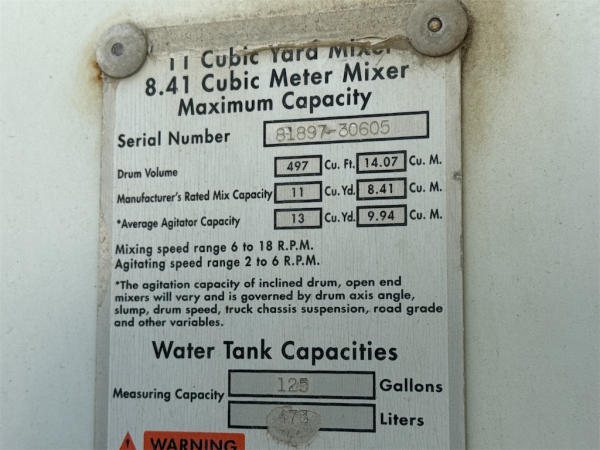 11 Cubic Yard Mixer
8.41 Cubic Meter Mixer
Maximum Capacity
Serial Number 81897-30605
Drum Volume 497 Cu. Ft. 14.07 Cu. M.
Manufacturer's Rated Mix Capacity 11 Cu. Yd. 8.41 Cu. M.
*Average Agitator Capacity 13 Cu. Yd. 9.94 Cu. M.
Mixing speed range 6 to 18 R.P.M.
Agitating speed range 2 to 6 R.P.M.
*The agitation capacity of inclined drum, open end
mixers will vary and is governed by drum axis angle,
slump, drum speed, truck chassis suspension, road grade
and other variables.
Water Tank Capacities
Measuring Capacity 125 Gallons
473 Liters
WARNING